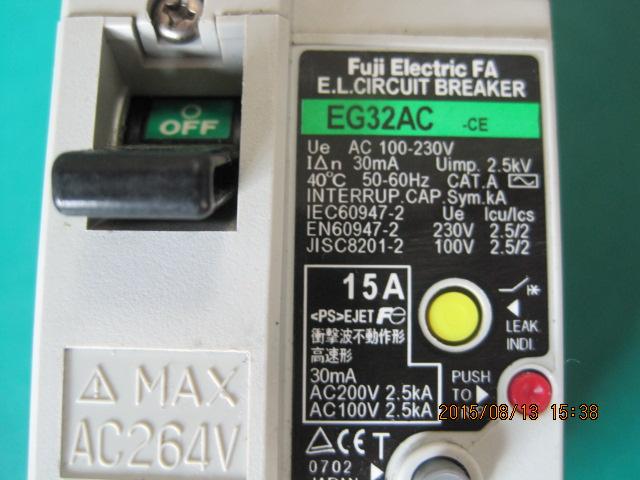 OFF
MAX
AC264V
Fuji Electric FA
E.L.CIRCUIT BREAKER
EG32AC -CE
Ue AC 100-230V
IΔn 30mA Uimp. 2.5kV
40℃ 50-60Hz CAT.A
INTERRUP.CAP.Sym.kA
IEC60947-2 Ue Icu/Ics
EN60947-2 230V 2.5/2
JISC8201-2 100V 2.5/2
15A
<PS>EJET Fe
衝撃波不動作形
高速形
30mA
AC200V 2.5kA
AC100V 2.5kA
LEAK.
INDI.
PUSH
TO
2015/08/13 15:38
CE T
0702
JAPAN